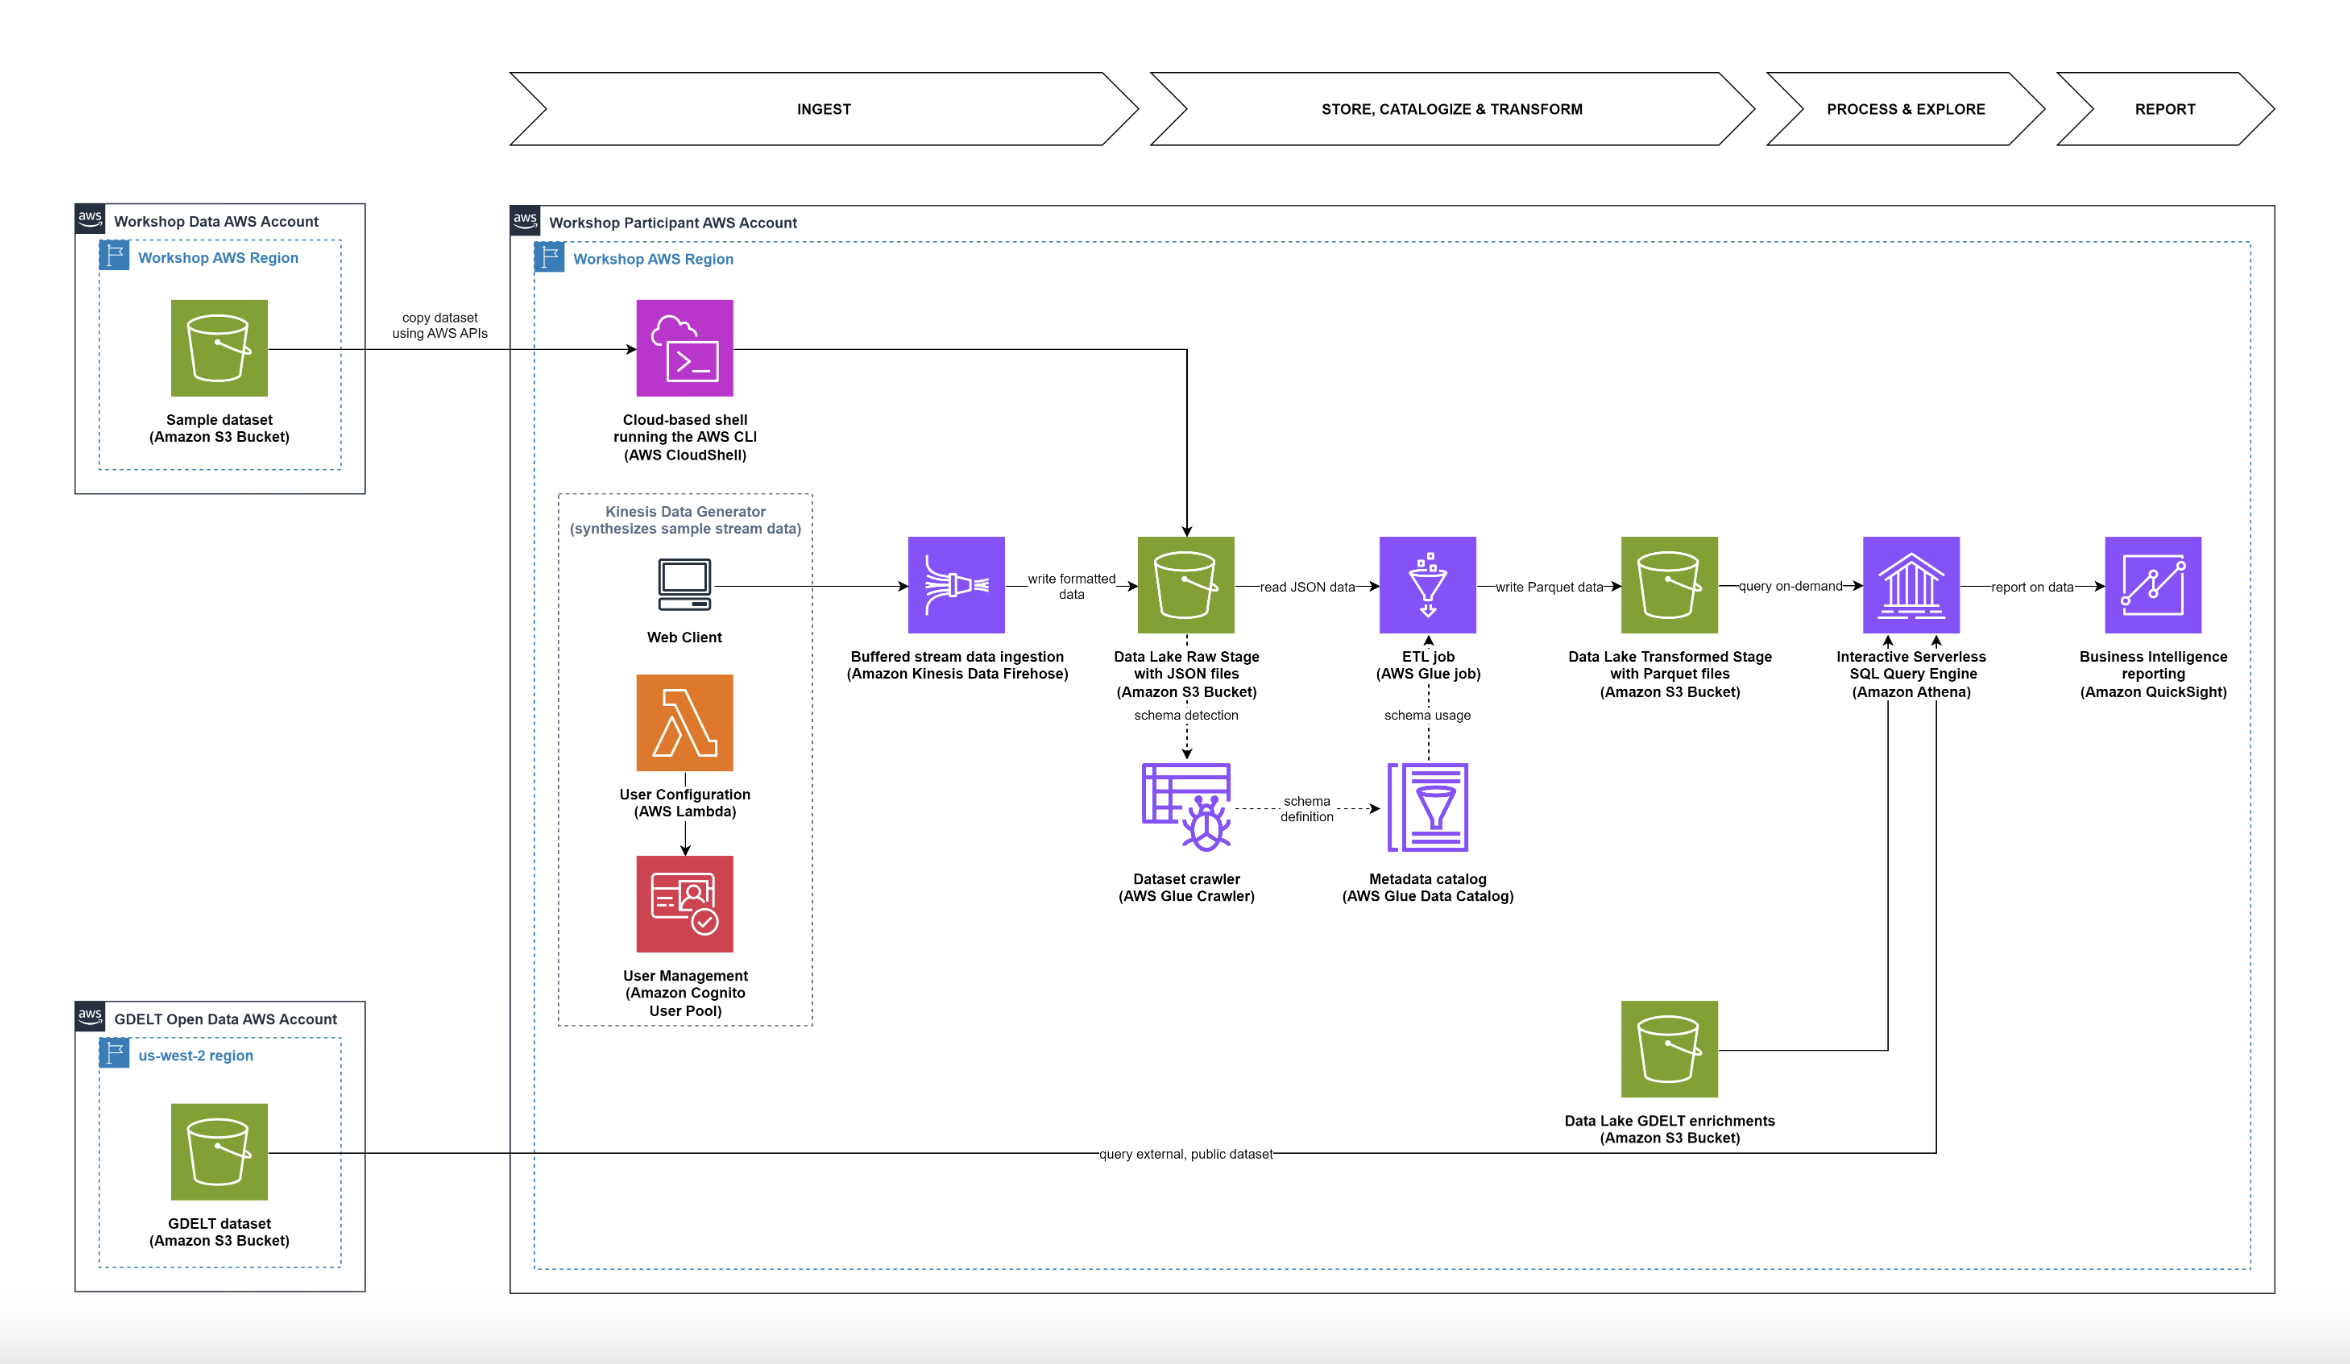 INGEST
STORE, CATALOGIZE & TRANSFORM
PROCESS & EXPLORE
REPORT
aws
Workshop Data AWS Account
Workshop AWS Region
Sample dataset
(Amazon S3 Bucket)
copy dataset
using AWS APIs
aws
Workshop Participant AWS Account
Workshop AWS Region
Cloud-based shell
running the AWS CLI
(AWS CloudShell)
Kinesis Data Generator
(synthesizes sample stream data)
Web Client
User Configuration
(AWS Lambda)
User Management
(Amazon Cognito
User Pool)
Buffered stream data ingestion
(Amazon Kinesis Data Firehose)
write formatted
data
Data Lake Raw Stage
with JSON files
(Amazon S3 Bucket)
read JSON data
ETL job
(AWS Glue job)
write Parquet data
Data Lake Transformed Stage
with Parquet files
(Amazon S3 Bucket)
query on-demand
Interactive Serverless
SQL Query Engine
(Amazon Athena)
report on data
Business Intelligence
reporting
(Amazon QuickSight)
schema detection
schema usage
schema
definition
Dataset crawler
(AWS Glue Crawler)
Metadata catalog
(AWS Glue Data Catalog)
aws
GDELT Open Data AWS Account
us-west-2 region
GDELT dataset
(Amazon S3 Bucket)
Data Lake GDELT enrichments
(Amazon S3 Bucket)
query external, public dataset